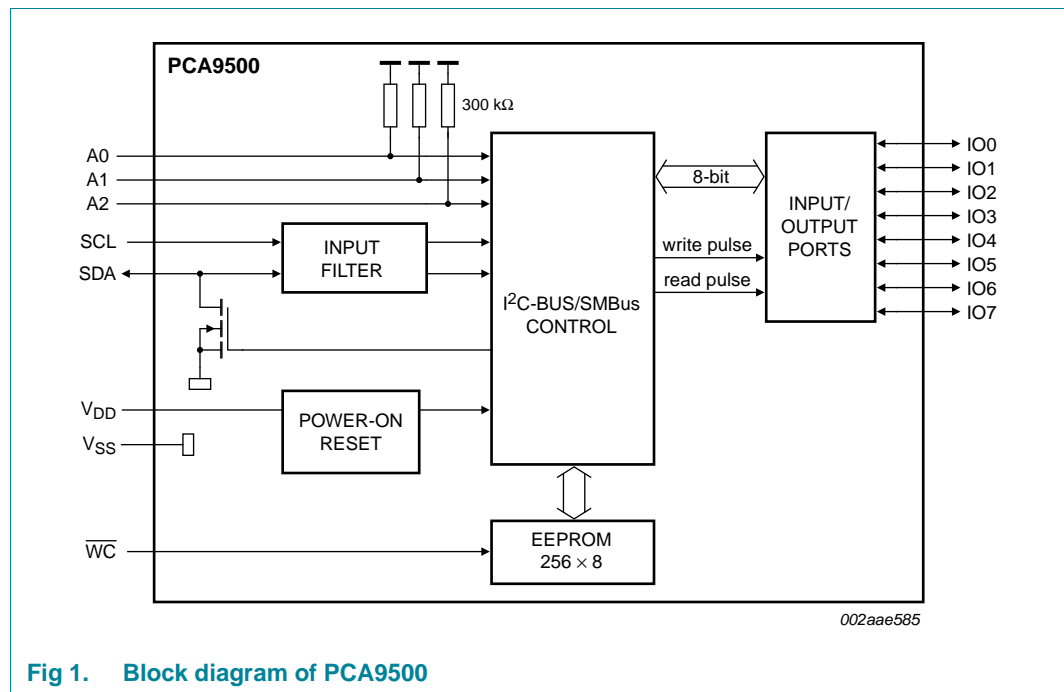 PCA9500
300 kΩ
A0
A1
A2
SCL
SDA
INPUT
FILTER
I²C-BUS/SMBus
CONTROL
8-bit
write pulse
read pulse
INPUT/
OUTPUT
PORTS
IO0
IO1
IO2
IO3
IO4
IO5
IO6
IO7
VDD
VSS
POWER-ON
RESET
W̅C̅
EEPROM
256 × 8
002aae585
Fig 1. Block diagram of PCA9500